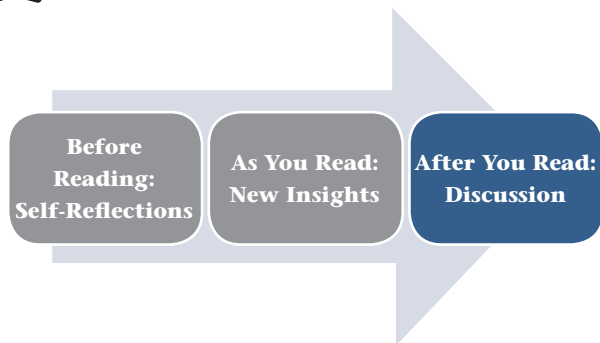 Before
Reading:
Self-Reflections
As You Read:
New Insights
After You Read:
Discussion